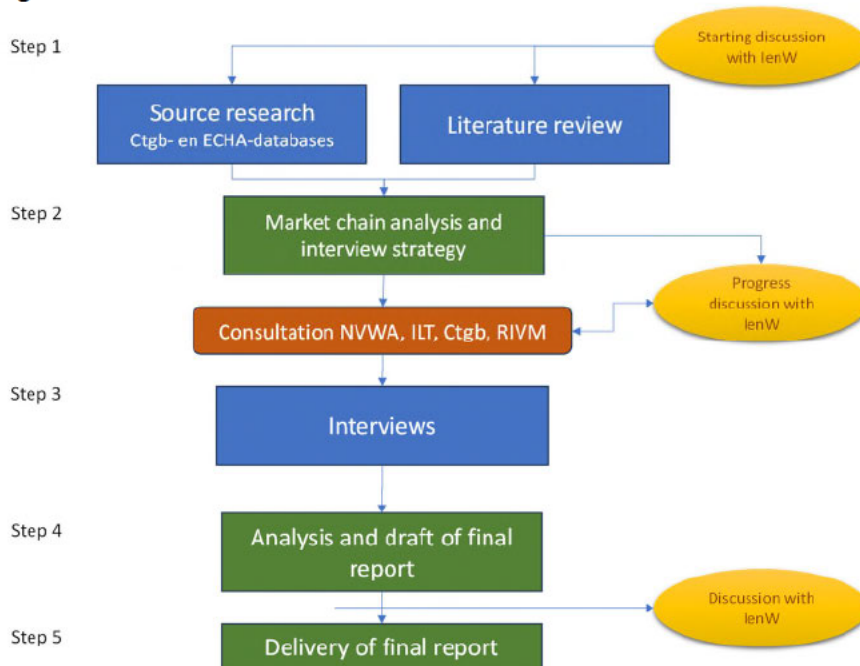 Step 1
Starting discussion
with IenW
Source research
Ctgb- en ECHA-databases
Literature review
Step 2
Market chain analysis and
interview strategy
Progress
discussion with
IenW
Consultation NVWA, ILT, Ctgb, RIVM
Step 3
Interviews
Step 4
Analysis and draft of final
report
Discussion with
IenW
Step 5
Delivery of final report